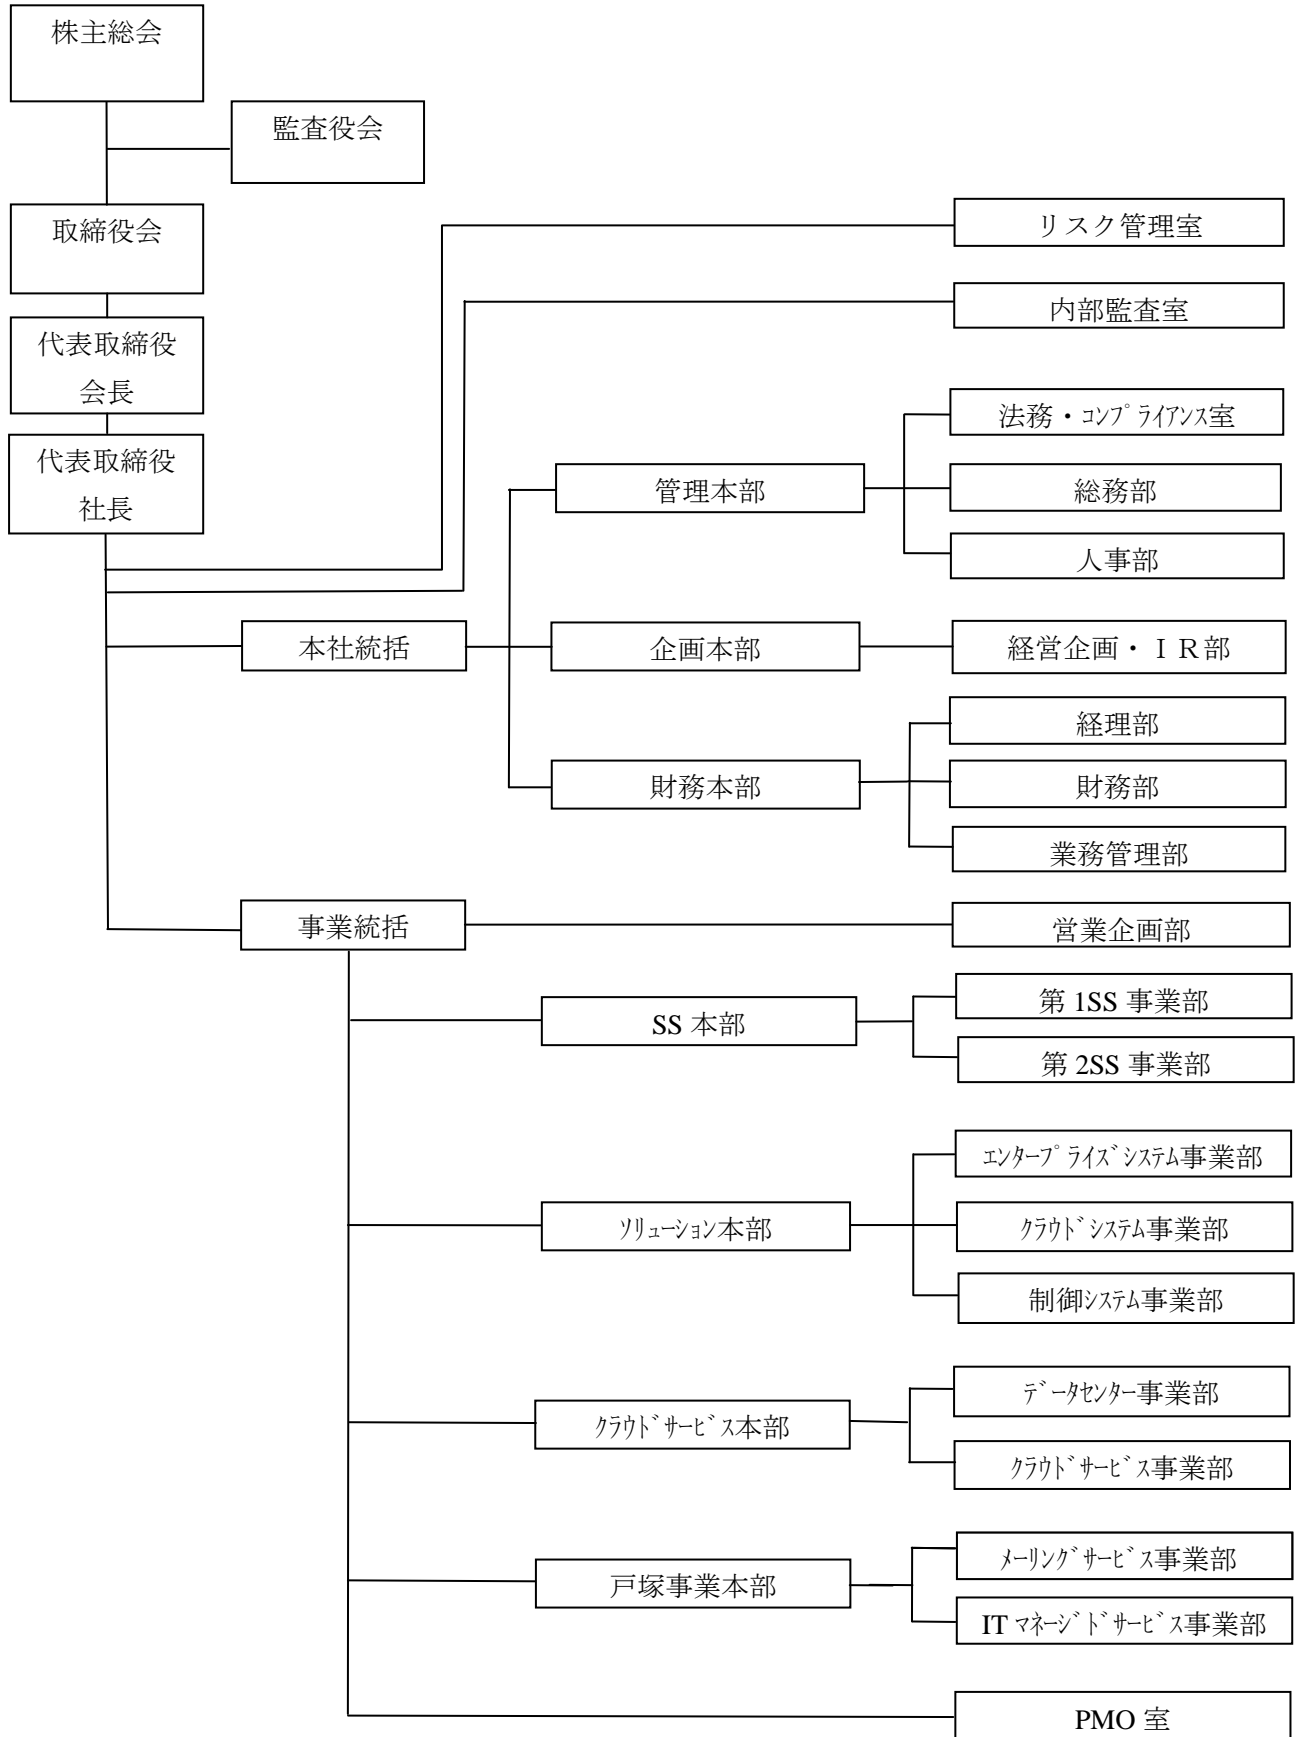 株主総会
監査役会
取締役会
リスク管理室
内部監査室
代表取締役
会長
代表取締役
社長
法務・ｺﾝﾌﾟﾗｲｱﾝｽ室
管理本部
総務部
人事部
本社統括
企画本部
経営企画・ＩＲ部
経理部
財務本部
財務部
業務管理部
事業統括
営業企画部
SS 本部
第 1SS 事業部
第 2SS 事業部
ｴﾝﾀｰﾌﾟﾗｲｽﾞｼｽﾃﾑ事業部
ｿﾘｭｰｼｮﾝ本部
ｸﾗｳﾄﾞｼｽﾃﾑ事業部
制御ｼｽﾃﾑ事業部
ﾃﾞｰﾀｾﾝﾀｰ事業部
ｸﾗｳﾄﾞｻｰﾋﾞｽ本部
ｸﾗｳﾄﾞｻｰﾋﾞｽ事業部
ﾒｰﾘﾝｸﾞｻｰﾋﾞｽ事業部
戸塚事業本部
IT ﾏﾈｰｼﾞﾄﾞｻｰﾋﾞｽ事業部
PMO 室